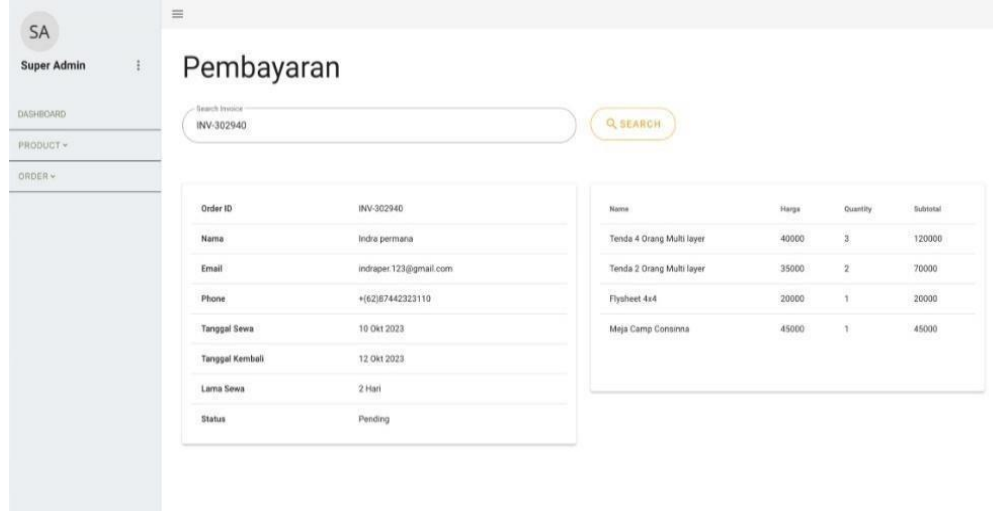 SA
Super Admin
DASHBOARD
PRODUCT
ORDER
Pembayaran
Search Invoice
INV-302940
SEARCH
Order ID INV-302940
Nama Indra permana
Email indraper.123@gmail.com
Phone +(62)87442323110
Tanggal Sewa 10 Okt 2023
Tanggal Kembali 12 Okt 2023
Lama Sewa 2 Hari
Status Pending
Name Harga Quantity Subtotal
Tenda 4 Orang Multi layer 40000 3 120000
Tenda 2 Orang Multi layer 35000 2 70000
Flysheet 4x4 20000 1 20000
Meja Camp Consinna 45000 1 45000